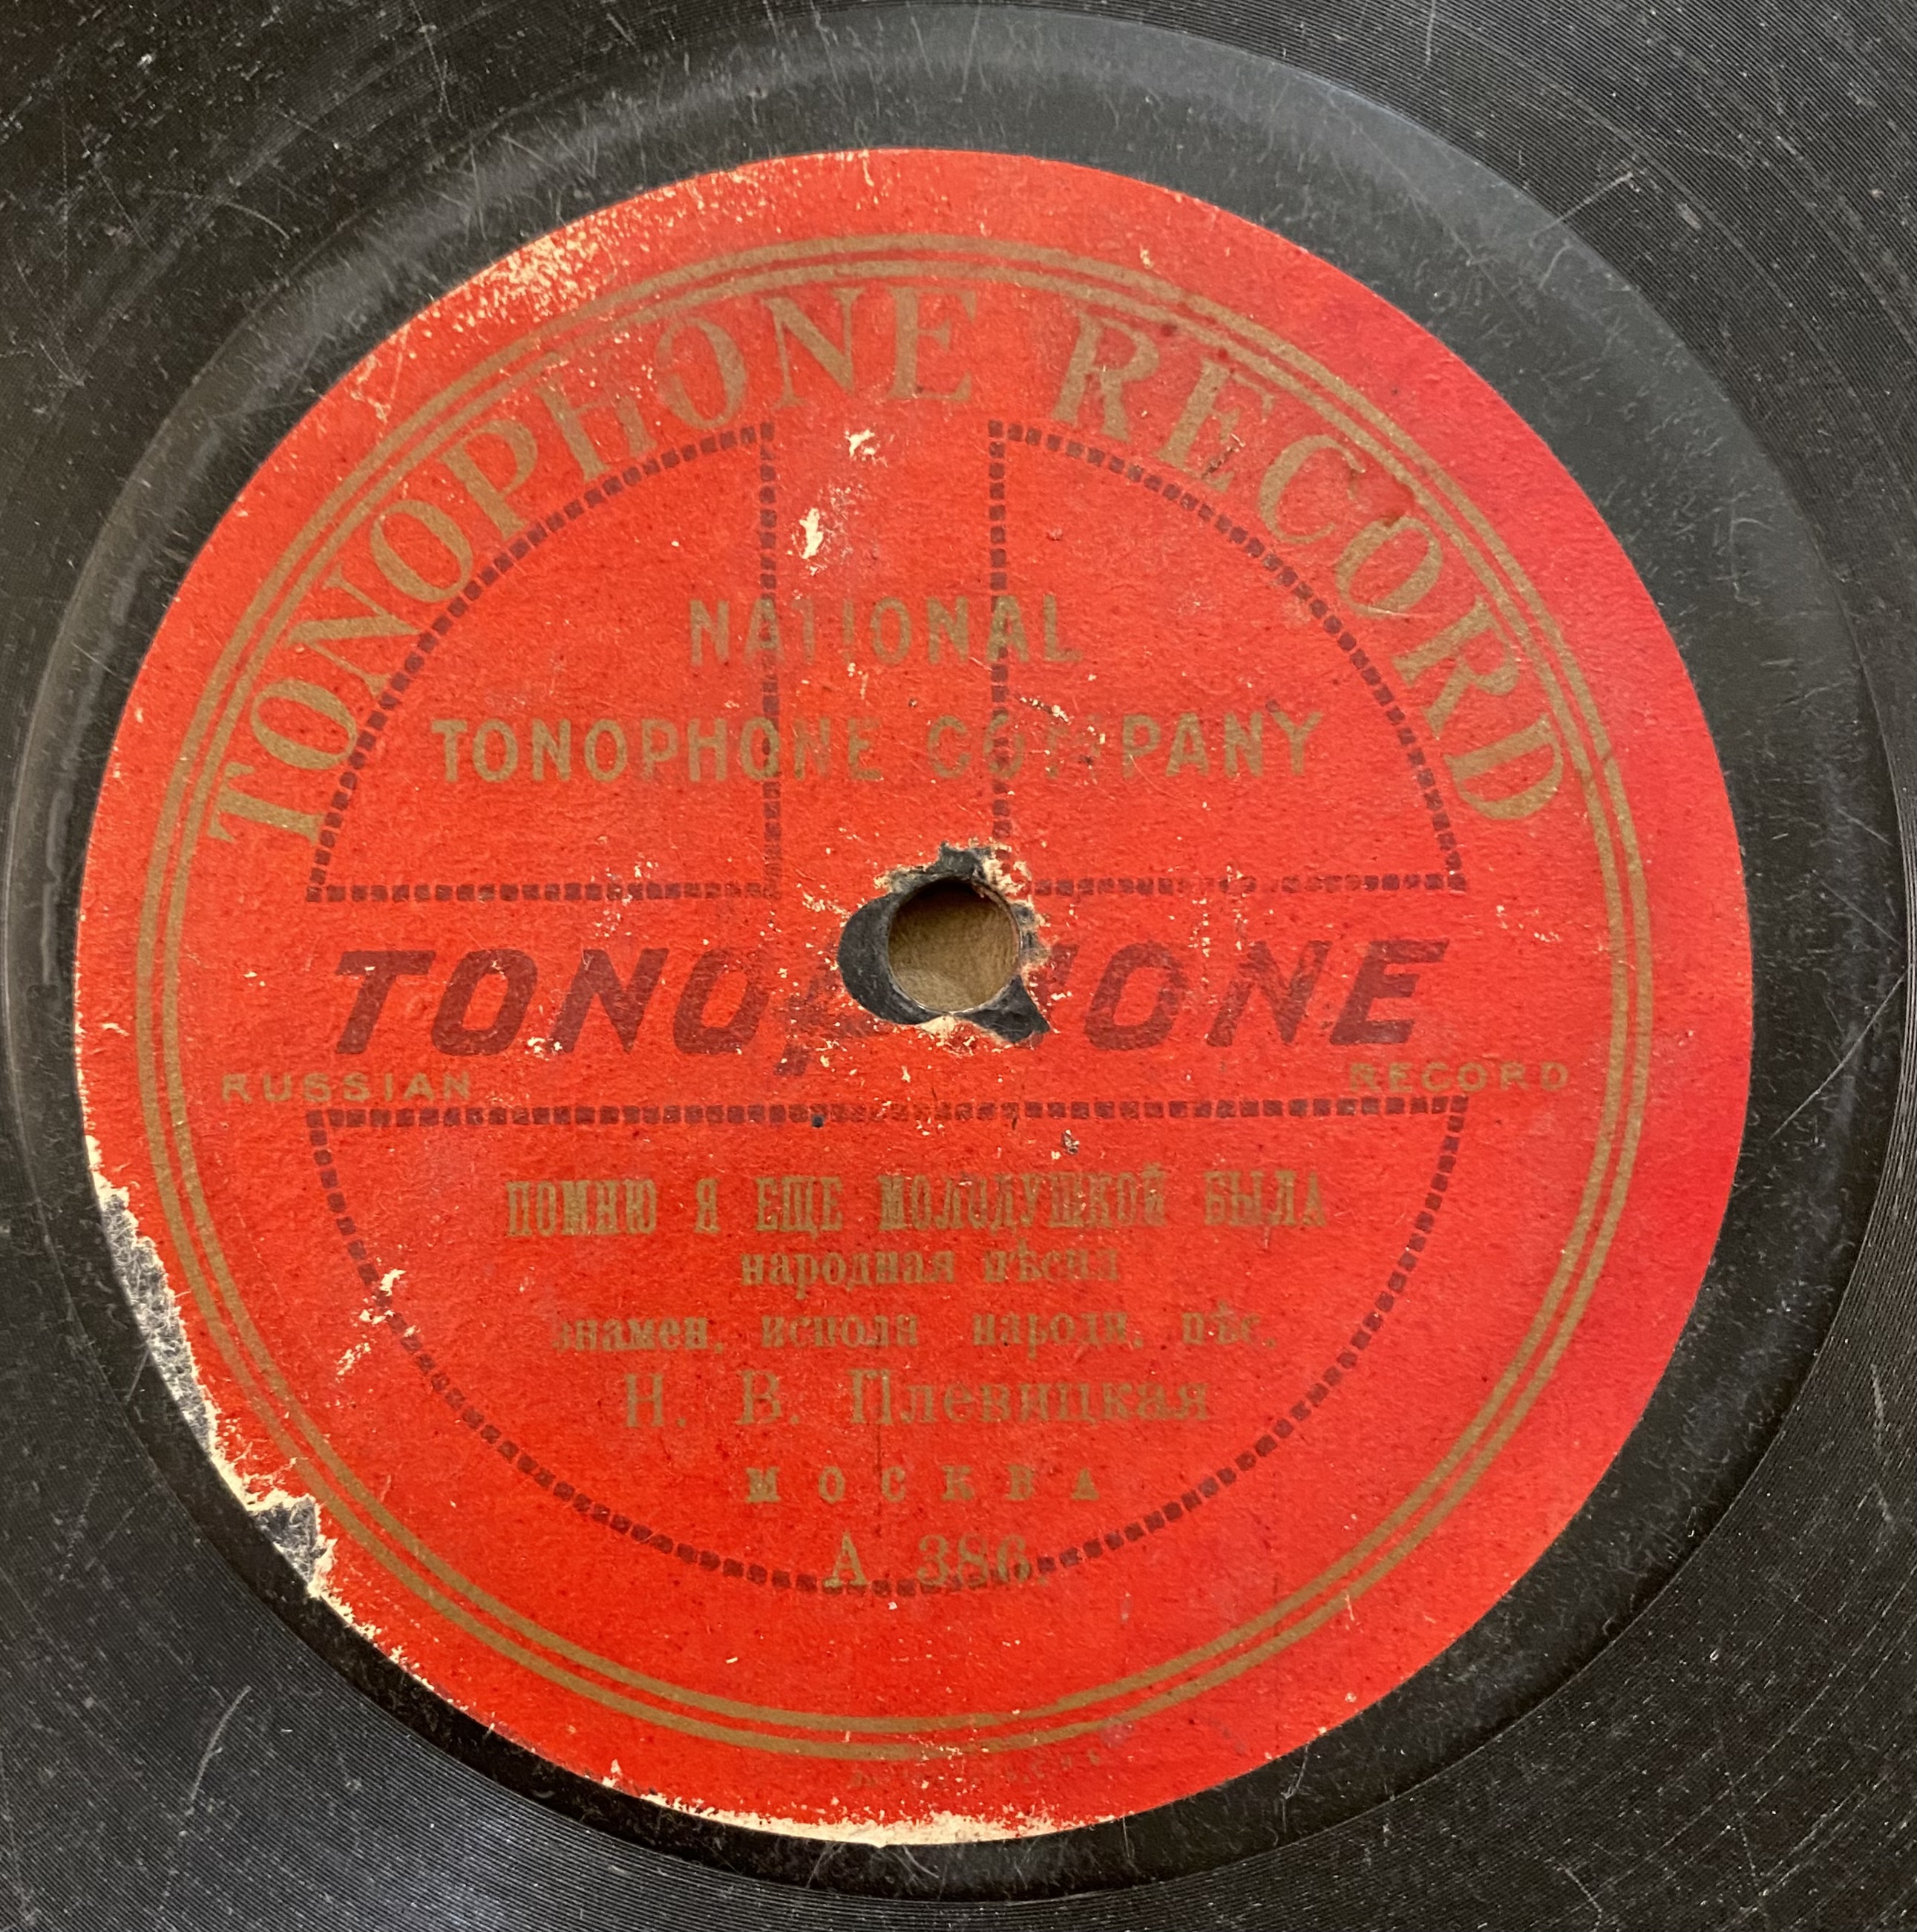 TONOPHONE RECORD
NATIONAL
TONOPHONE COMPANY
TONOPHONE
RUSSIAN RECORD
ПОМНЮ Я ЕЩЕ МОЛОДУШКОЙ БЫЛА
народная пѣсня
знамен. исполн народн. пѣс.
Н. В. Плевицкая
МОСКВА
А 386.